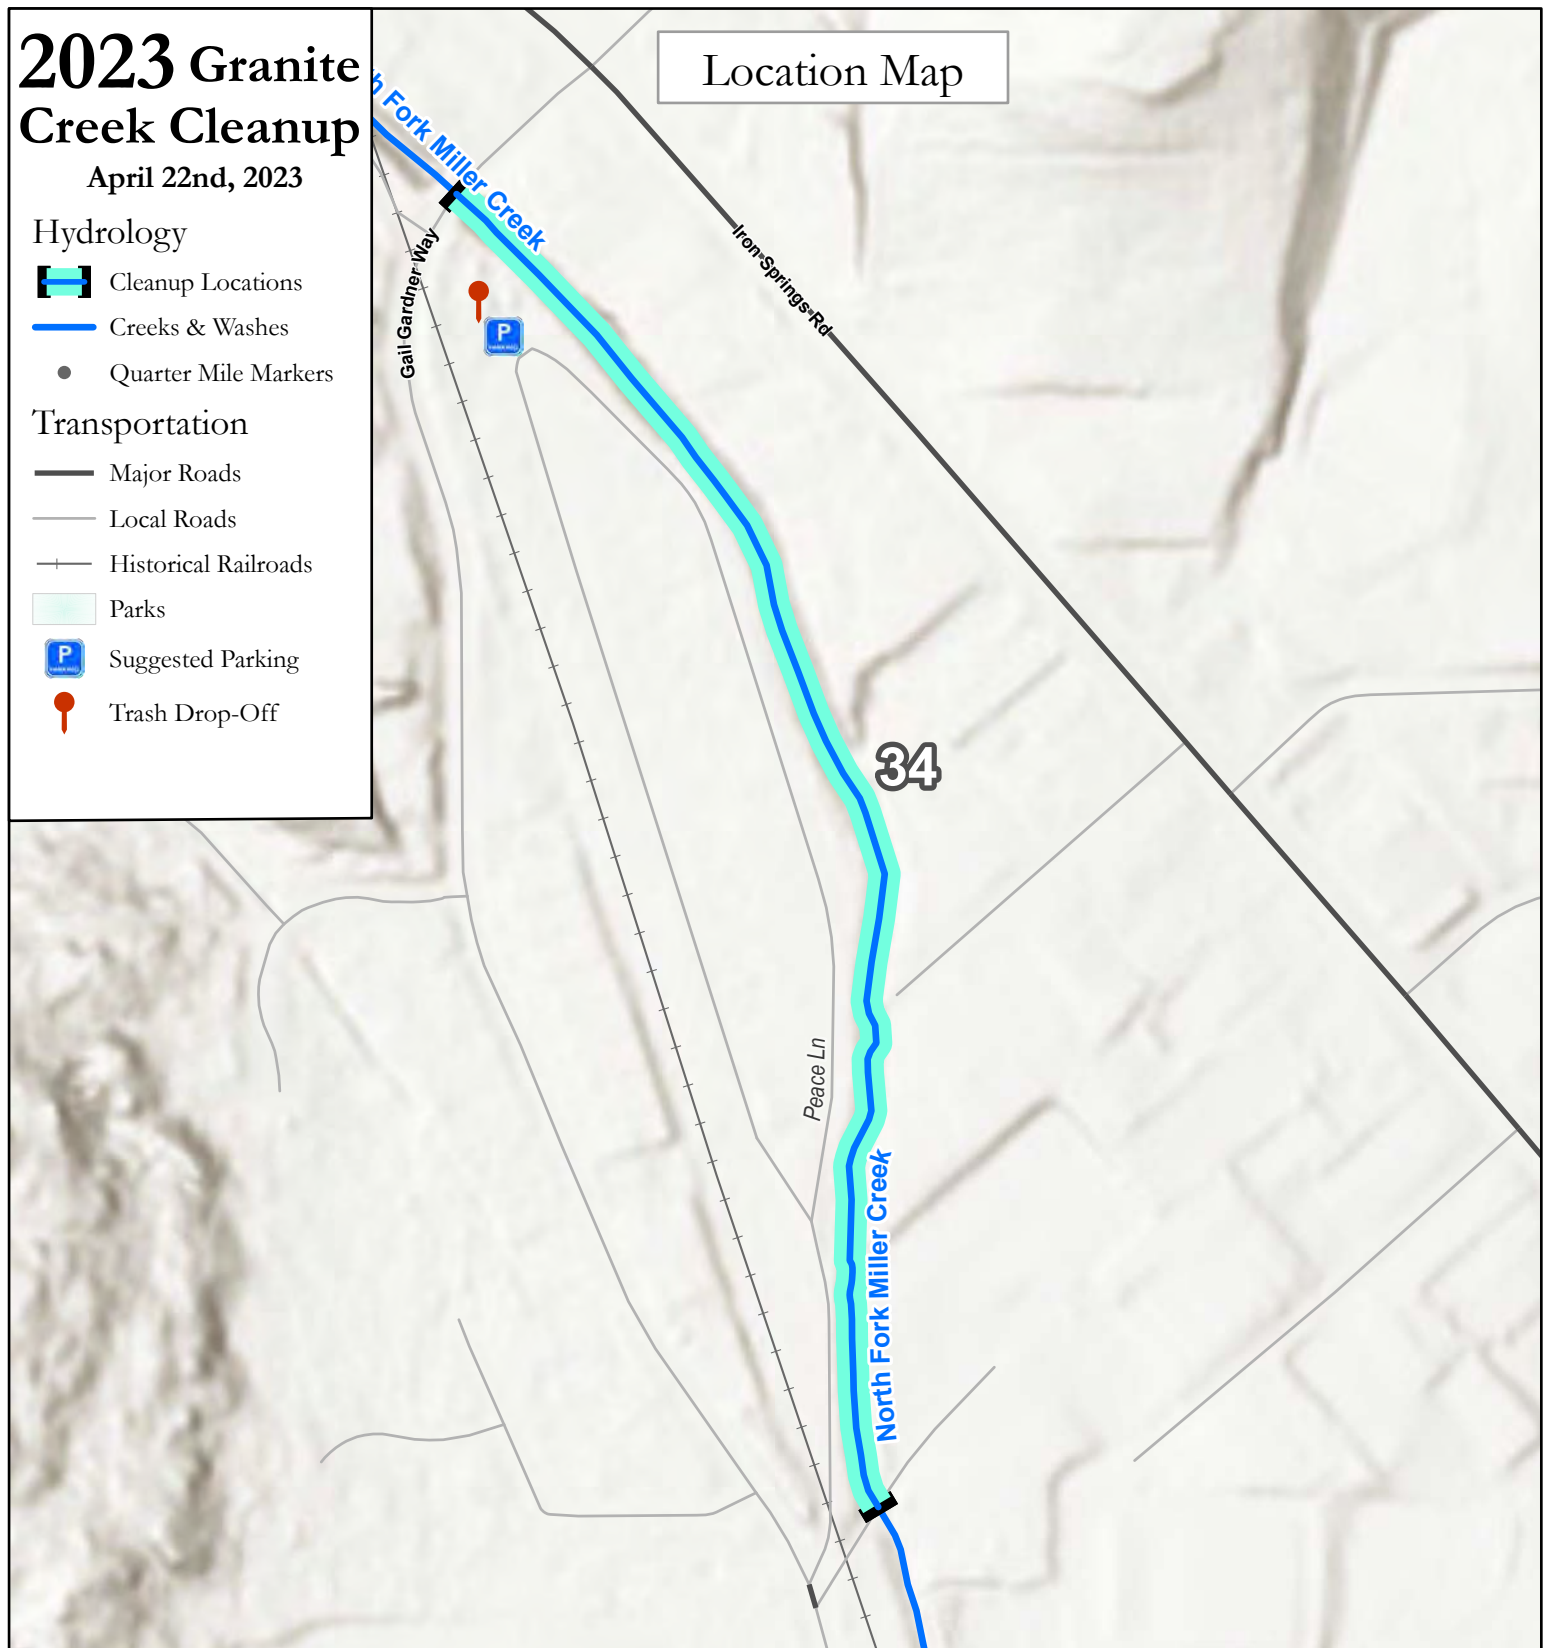 2023 Granite
Creek Cleanup
April 22nd, 2023
Hydrology
Cleanup Locations
Creeks & Washes
Quarter Mile Markers
Transportation
Major Roads
Local Roads
Historical Railroads
Parks
P
Suggested Parking
Trash Drop-Off
Location Map
h Fork Miller Creek
Gail Gardner Way
P
Iron Springs Rd
34
Peace Ln
North Fork Miller Creek